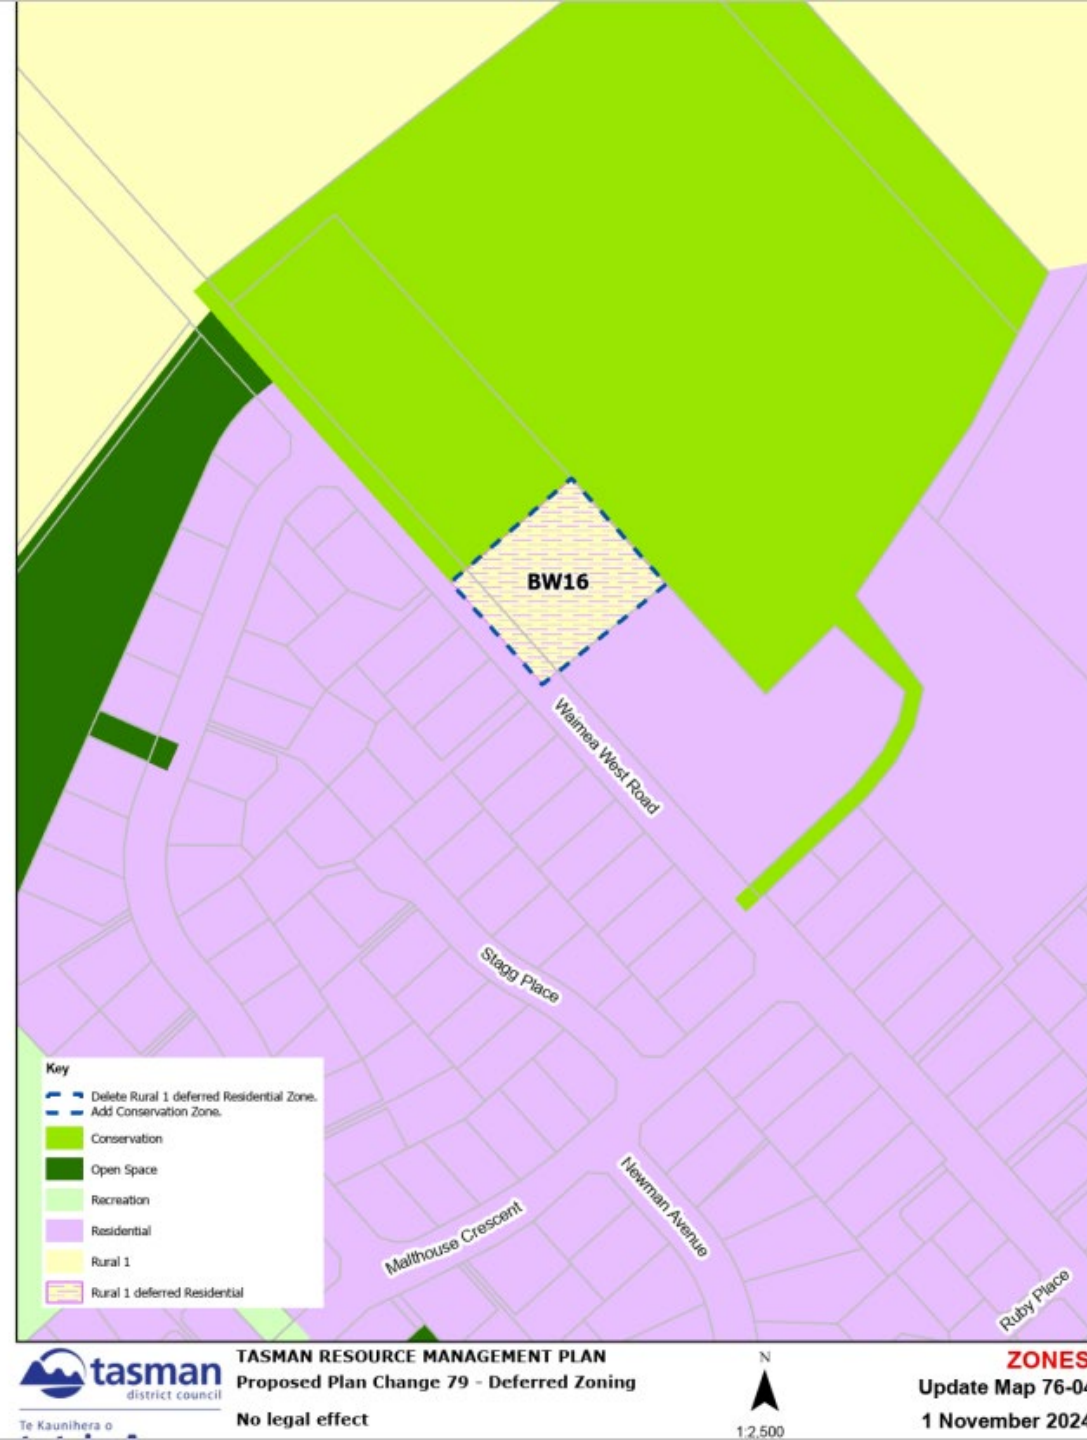 BW16
Waimea West Road
Stagg Place
Newman Avenue
Malthouse Crescent
Ruby Place
Key
Delete Rural 1 deferred Residential Zone.
Add Conservation Zone.
Conservation
Open Space
Recreation
Residential
Rural 1
Rural 1 deferred Residential
tasman
district council
Te Kaunihera o
TASMAN RESOURCE MANAGEMENT PLAN
Proposed Plan Change 79 - Deferred Zoning
No legal effect
N
1:2,500
ZONES
Update Map 76-04
1 November 2024